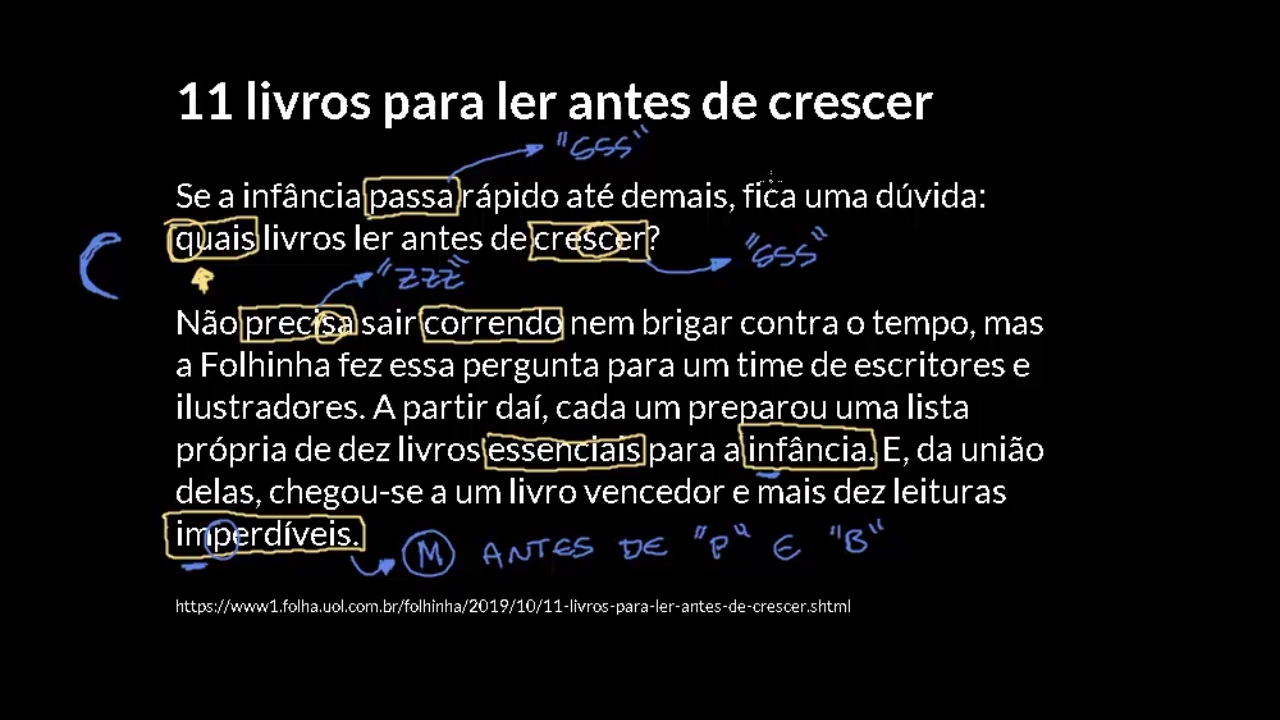 11 livros para ler antes de crescer
"SSS"
Se a infância passa rápido até demais, fica uma dúvida:
quais livros ler antes de crescer?
"SSS"
"ZZZ"
Não precisa sair correndo nem brigar contra o tempo, mas
a Folhinha fez essa pergunta para um time de escritores e
ilustradores. A partir daí, cada um preparou uma lista
própria de dez livros essenciais para a infância. E, da união
delas, chegou-se a um livro vencedor e mais dez leituras
imperdíveis.
M ANTES DE "P" E "B"
https://www1.folha.uol.com.br/folhinha/2019/10/11-livros-para-ler-antes-de-crescer.shtml